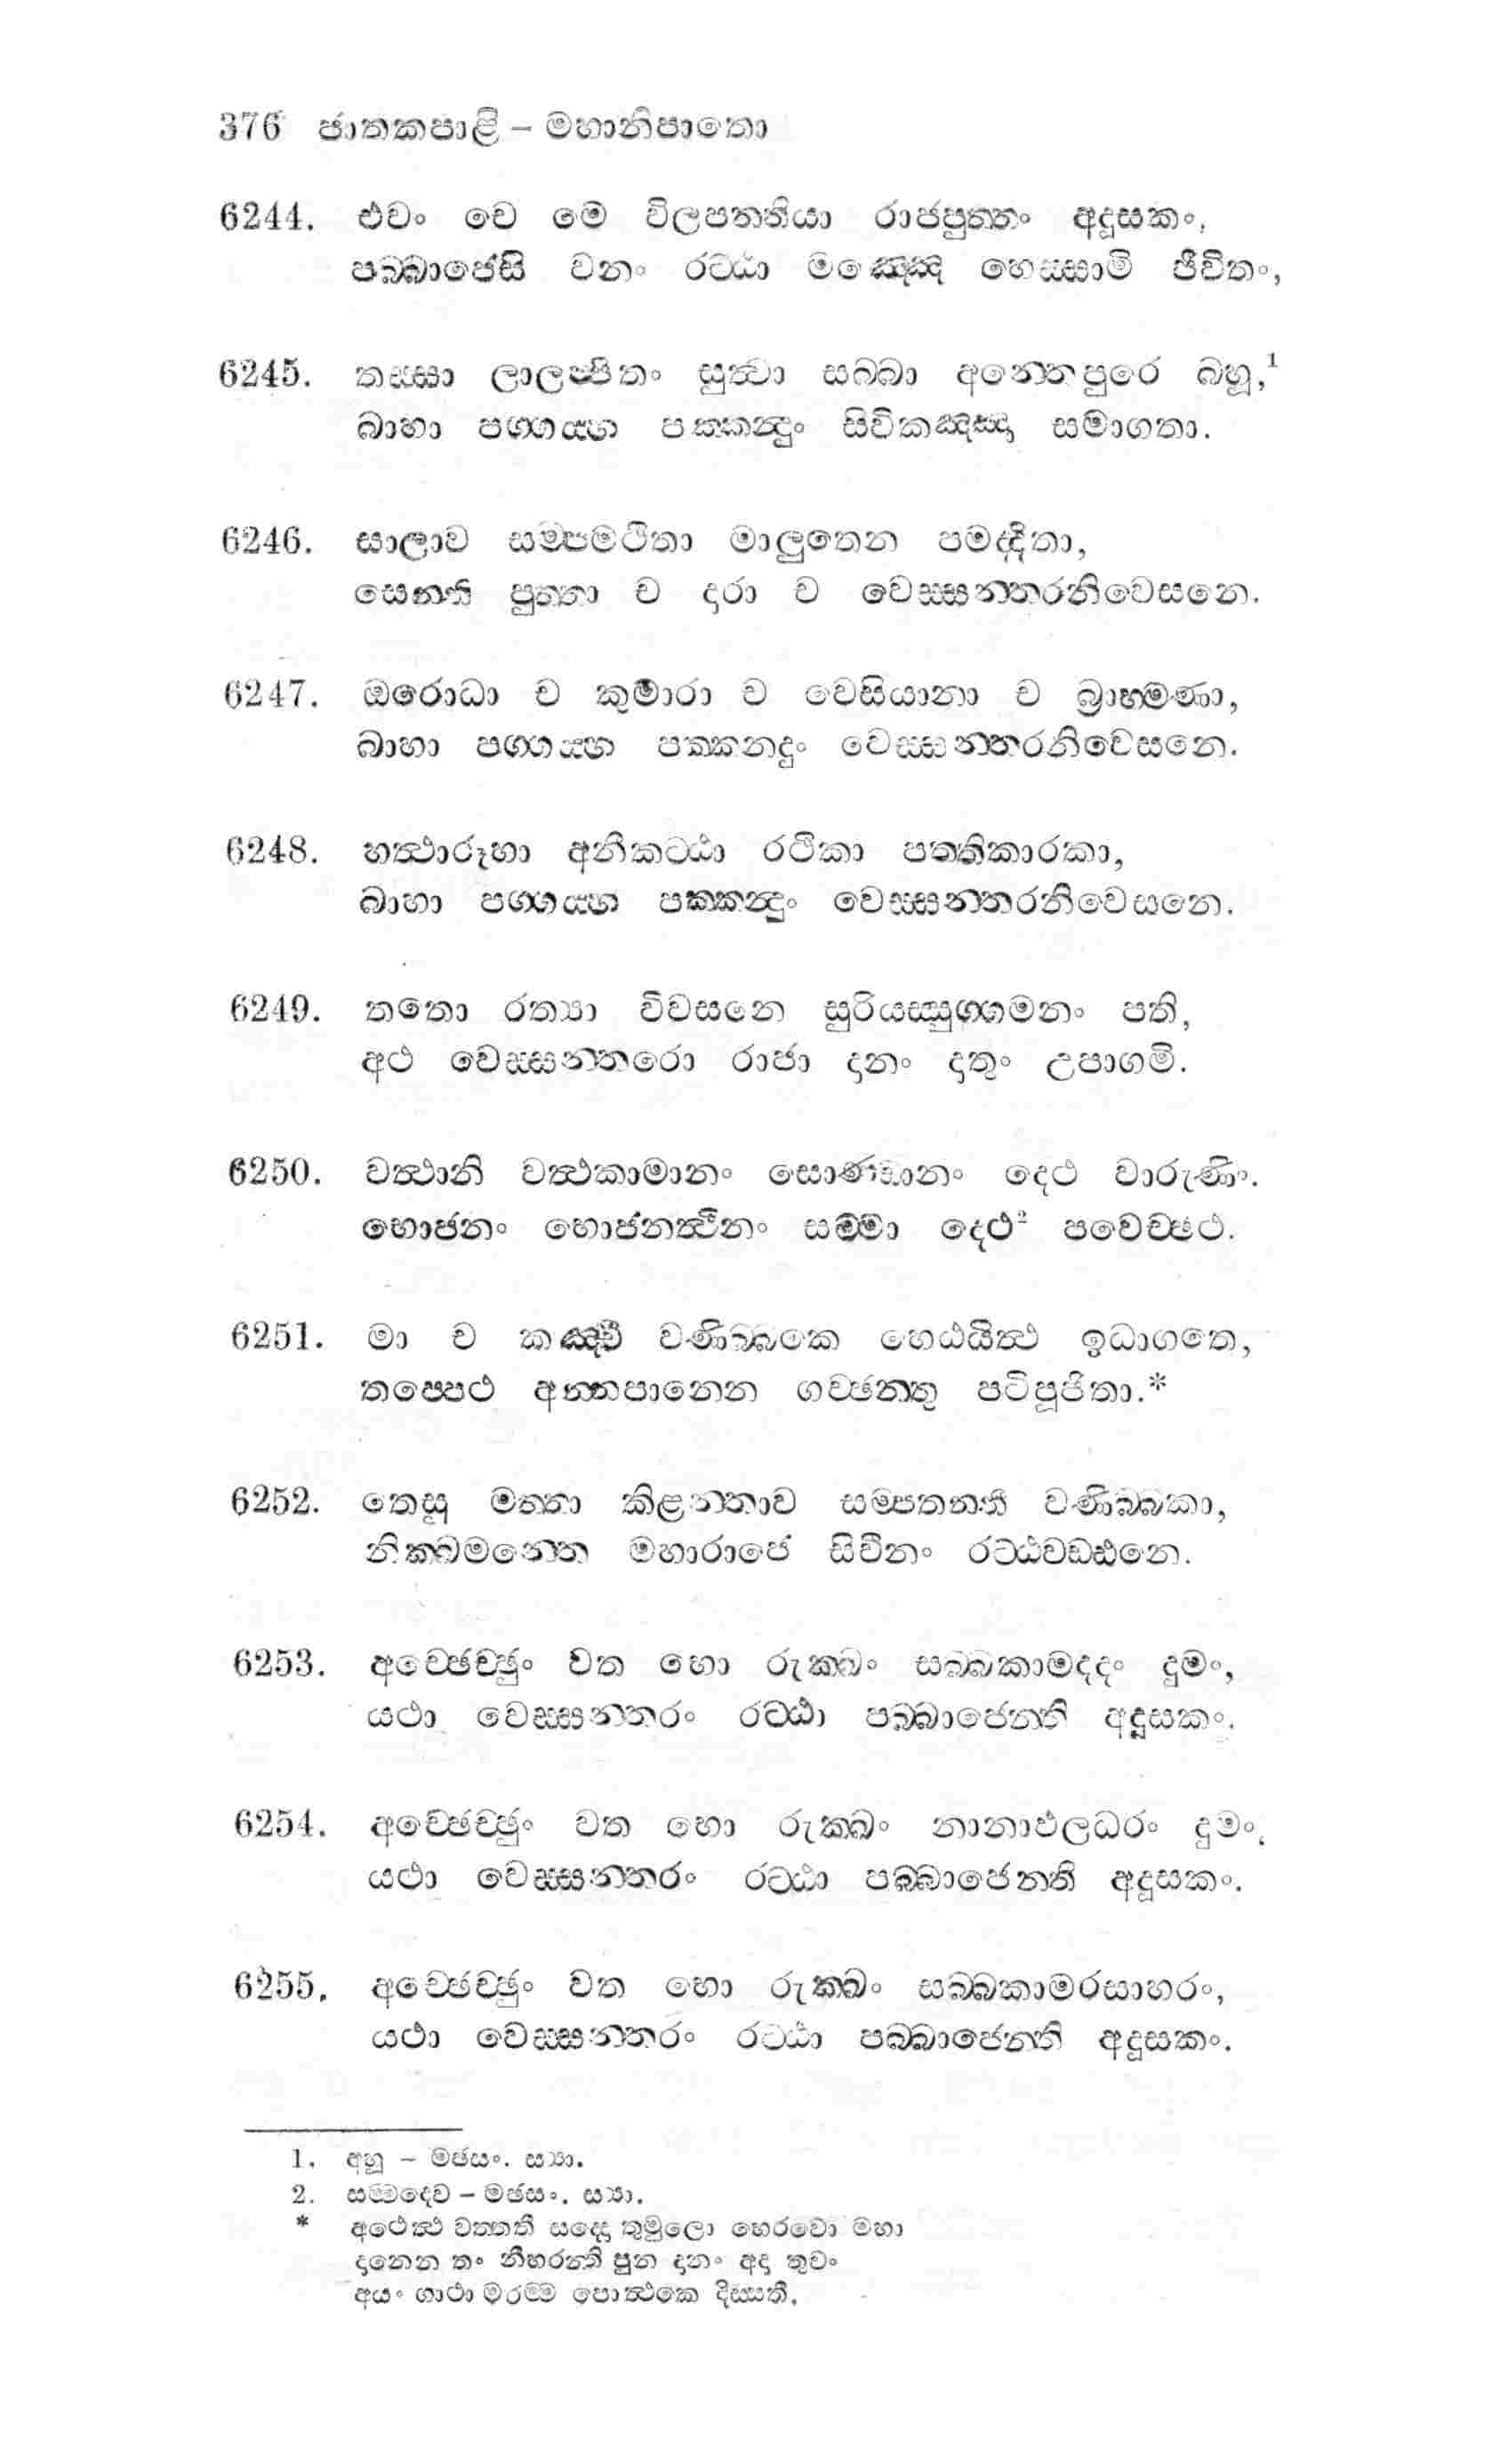 376 ජාතකපාළි – මහානිපාතො
6244. එවං චෙ මෙ විලපන්තියා රාජපුත්තං අදූසකං,
පබ්බාජෙසි වනං රට්ඨා මඤ්ඤෙ හෙස්සාමි ජීවිතං,
6245. තස්සා ලාලප්පිතං සුත්වා සබ්බා අන්තෙපුරෙ බහූ,1
බාහා පග්ගය්හ පක්කන්දුං සිවිකඤ්ඤා සමාගතා.
6246. සාලාව සම්පමථිතා මාලුතෙන පමද්දිතා,
සෙන්ති පුත්තා ච දාරා ච වෙස්සන්තරනිවෙසනෙ.
6247. ඔරොධා ච කුමාරා ච වෙසියානා ච බ්‍රාහ්මණා,
බාහා පග්ගය්හ පක්කන්දුං වෙස්සන්තරනිවෙසනෙ.
6248. හත්ථාරූහා අනීකට්ඨා රථිකා පත්තිකාරකා,
බාහා පග්ගය්හ පක්කන්දුං වෙස්සන්තරනිවෙසනෙ.
6249. තතො රත්‍යා විවසනෙ සුරියස්සුග්ගමනං පති,
අථ වෙස්සන්තරො රාජා දානං දාතුං උපාගමි.
6250. වත්ථානි වත්ථකාමානං සොණ්ඩානං දෙථ වාරුණිං.
භොජනං භොජනත්ථීනං සම්මා දෙථ2 පවෙච්ඡථ.
6251. මා ච කඤ්චි වණිබ්බකෙ හෙඨයිත්ථ ඉධාගතෙ,
තප්පෙථ අන්නපානෙන ගච්ඡන්තු පටිපූජිතා.*
6252. තෙසු මත්තා කිළන්තාව සම්පතන්ති වණිබ්බකා,
නික්ඛමන්තෙ මහාරාජෙ සිවීනං රට්ඨවඩ්ඪනෙ.
6253. අච්ඡෙච්ඡුං වත භො රුක්ඛං සබ්බකාමදදං දුමං,
යථා වෙස්සන්තරං රට්ඨා පබ්බාජෙන්ති අදූසකං.
6254. අච්ඡෙච්ඡුං වත භො රුක්ඛං නානාඵලධරං දුමං,
යථා වෙස්සන්තරං රට්ඨා පබ්බාජෙන්ති අදූසකං.
6255. අච්ඡෙච්ඡුං වත භො රුක්ඛං සබ්බකාමරසාහරං,
යථා වෙස්සන්තරං රට්ඨා පබ්බාජෙන්ති අදූසකං.
1. අහූ – මඡසං. ස්‍යා.
2. සම්මදෙව – මඡසං. ස්‍යා.
* අථෙත්ථ වත්තතී සද්දො තුමුලො භෙරවො මහා
දානෙන තං නීහරන්ති පුන දානං අදා තුවං
අයං ගාථා මරම්ම පොත්ථකෙ දිස්සතී.